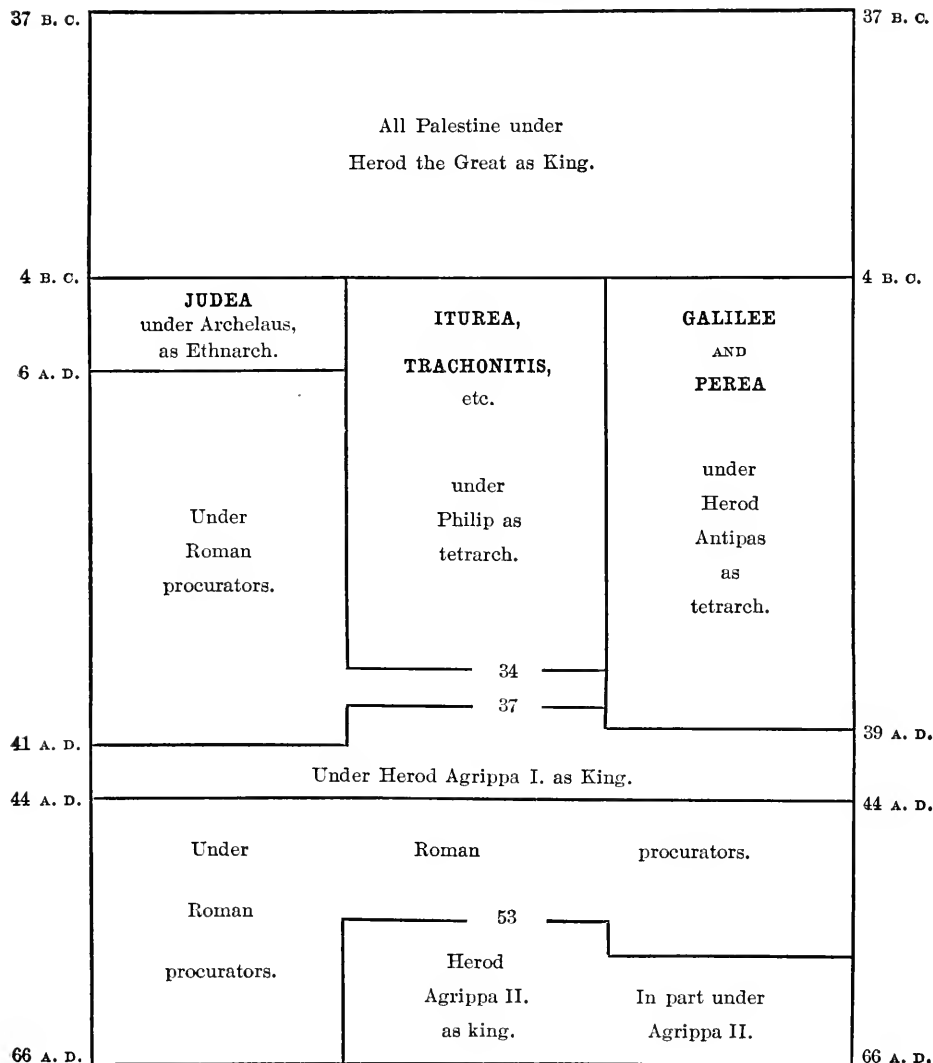 37 B. C.
37 B. C.
All Palestine under
Herod the Great as King.
4 B. C.
4 B. C.
JUDEA
under Archelaus,
as Ethnarch.
6 A. D.
ITUREA,
TRACHONITIS,
etc.
under
Philip as
tetrarch.
GALILEE
AND
PEREA
under
Herod
Antipas
as
tetrarch.
Under
Roman
procurators.
34
37
41 A. D.
39 A. D.
Under Herod Agrippa I. as King.
44 A. D.
44 A. D.
Under Roman procurators.
Roman
procurators.
53
Herod
Agrippa II.
as king.
In part under
Agrippa II.
66 A. D.
66 A. D.